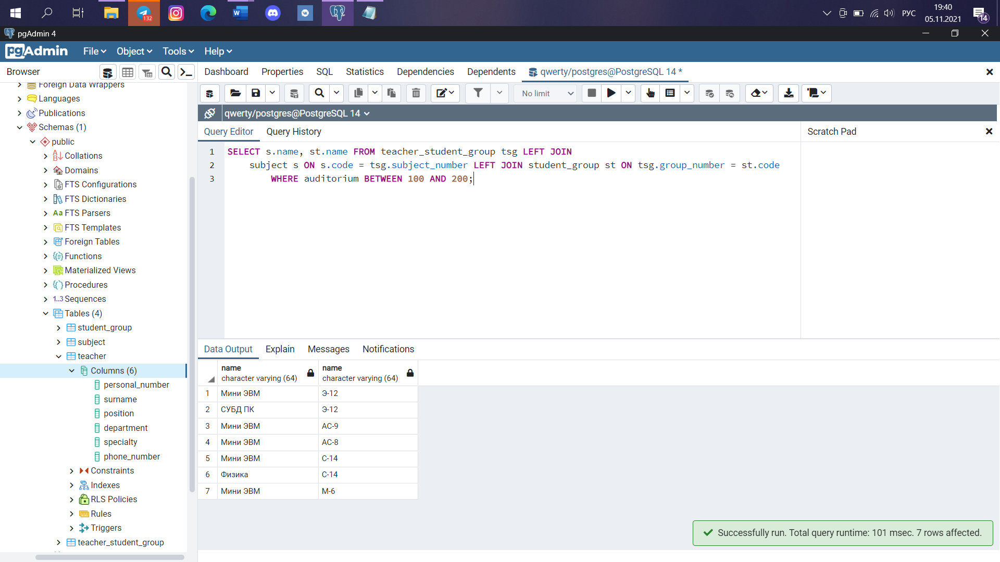 132
РУС
19:40
05.11.2021
14
pgAdmin 4
pgAdmin
File
Object
Tools
Help
Browser
Dashboard
Properties
SQL
Statistics
Dependencies
Dependents
qwerty/postgres@PostgreSQL 14 *
No limit
qwerty/postgres@PostgreSQL 14
Query Editor
Query History
Scratch Pad
1 SELECT s.name, st.name FROM teacher_student_group tsg LEFT JOIN
2 subject s ON s.code = tsg.subject_number LEFT JOIN student_group st ON tsg.group_number = st.code
3 WHERE auditorium BETWEEN 100 AND 200;
Foreign Data Wrappers
Languages
Publications
Schemas (1)
public
Collations
Domains
FTS Configurations
FTS Dictionaries
Aa FTS Parsers
FTS Templates
Foreign Tables
Functions
Materialized Views
Procedures
1..3 Sequences
Tables (4)
student_group
subject
teacher
Columns (6)
personal_number
surname
position
department
specialty
phone_number
Constraints
Indexes
RLS Policies
Rules
Triggers
teacher_student_group
Data Output
Explain
Messages
Notifications
name
character varying (64)
name
character varying (64)
1 Мини ЭВМ Э-12
2 СУБД ПК Э-12
3 Мини ЭВМ АС-9
4 Мини ЭВМ АС-8
5 Мини ЭВМ С-14
6 Физика С-14
7 Мини ЭВМ М-6
Successfully run. Total query runtime: 101 msec. 7 rows affected.